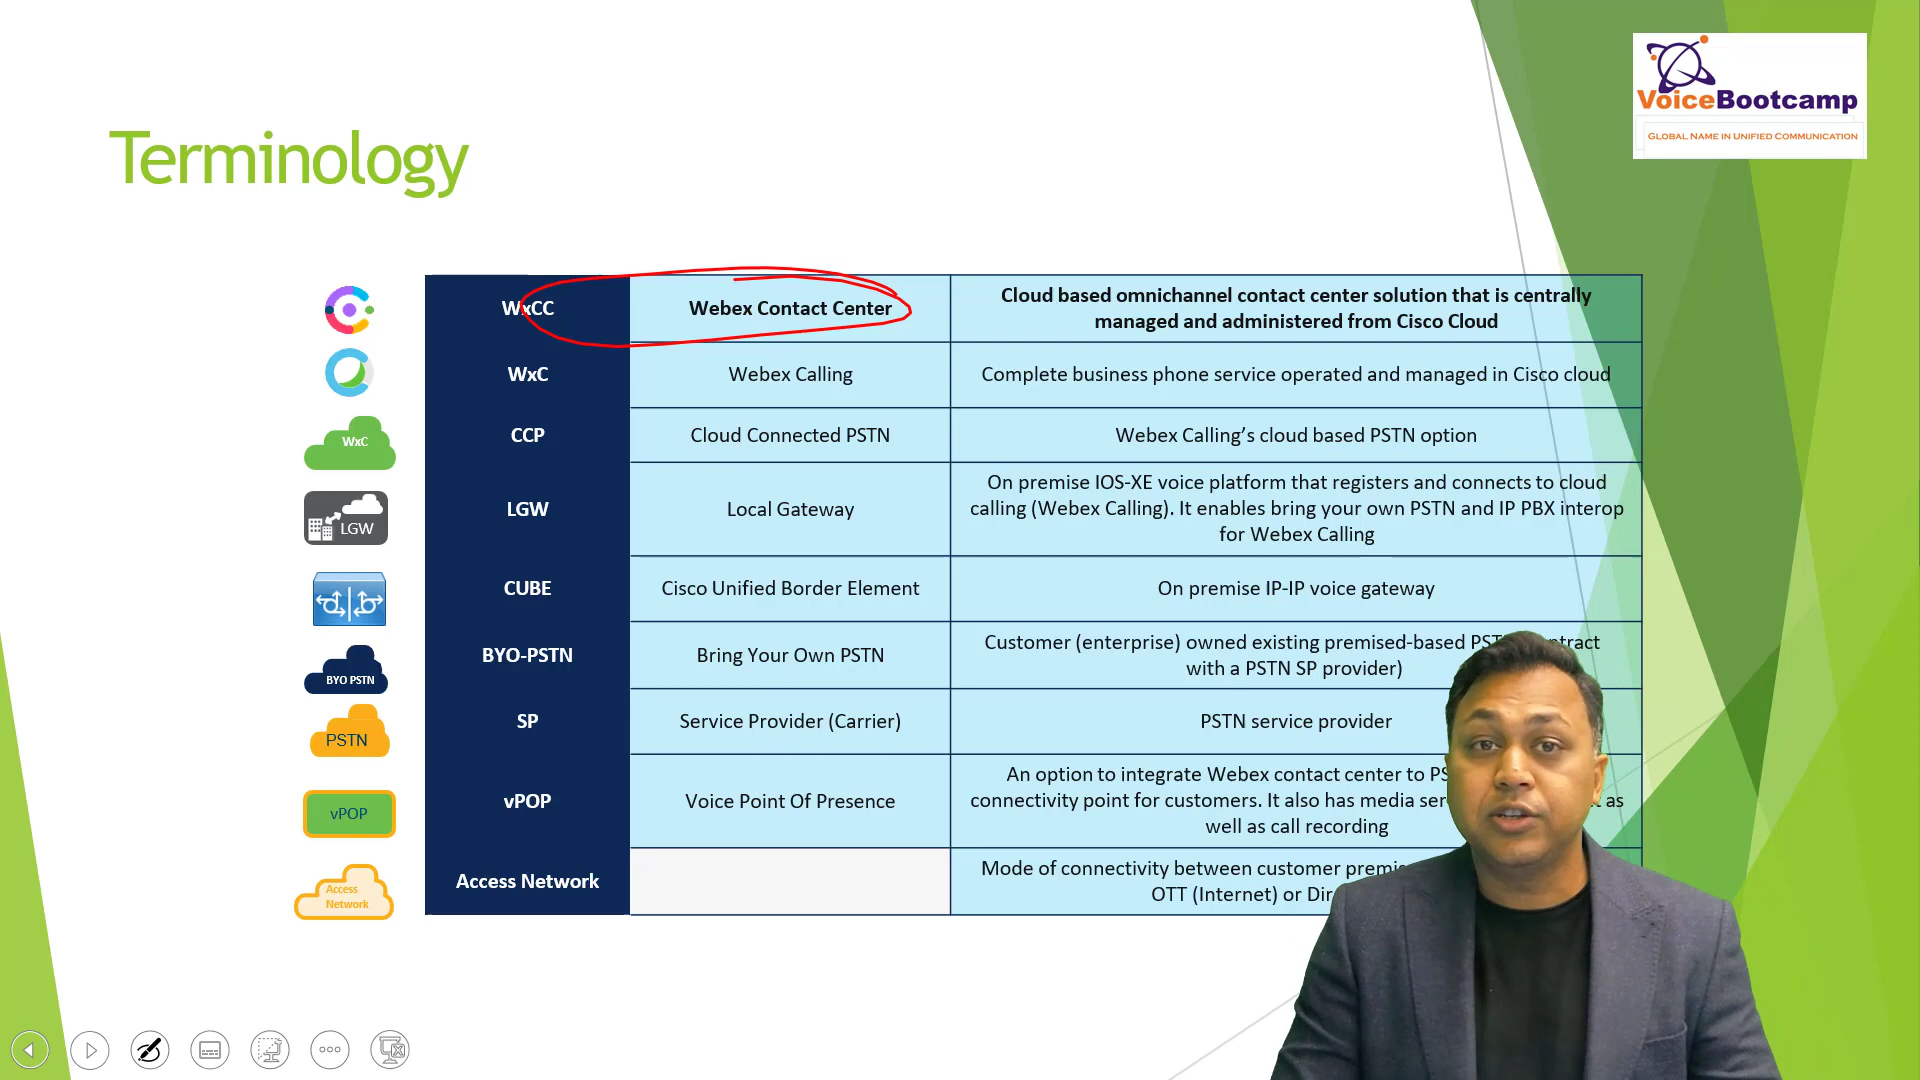 VoiceBootcamp
GLOBAL NAME IN UNIFIED COMMUNICATION
Terminology
WxCC
Webex Contact Center
Cloud based omnichannel contact center solution that is centrally
managed and administered from Cisco Cloud
WxC
Webex Calling
Complete business phone service operated and managed in Cisco cloud
WxC
CCP
Cloud Connected PSTN
Webex Calling’s cloud based PSTN option
LGW
LGW
Local Gateway
On premise IOS-XE voice platform that registers and connects to cloud
calling (Webex Calling). It enables bring your own PSTN and IP PBX interop
for Webex Calling
CUBE
Cisco Unified Border Element
On premise IP-IP voice gateway
BYO PSTN
BYO-PSTN
Bring Your Own PSTN
Customer (enterprise) owned existing premised-based
with a PSTN SP provider)
PSTN
SP
Service Provider (Carrier)
PSTN service provider
vPOP
vPOP
Voice Point Of Presence
An option to integrate Webex contact center to
connectivity point for customers. It also has media as
well as call recording
Access
Network
Access Network
Mode of connectivity between customer
OTT (Internet) or